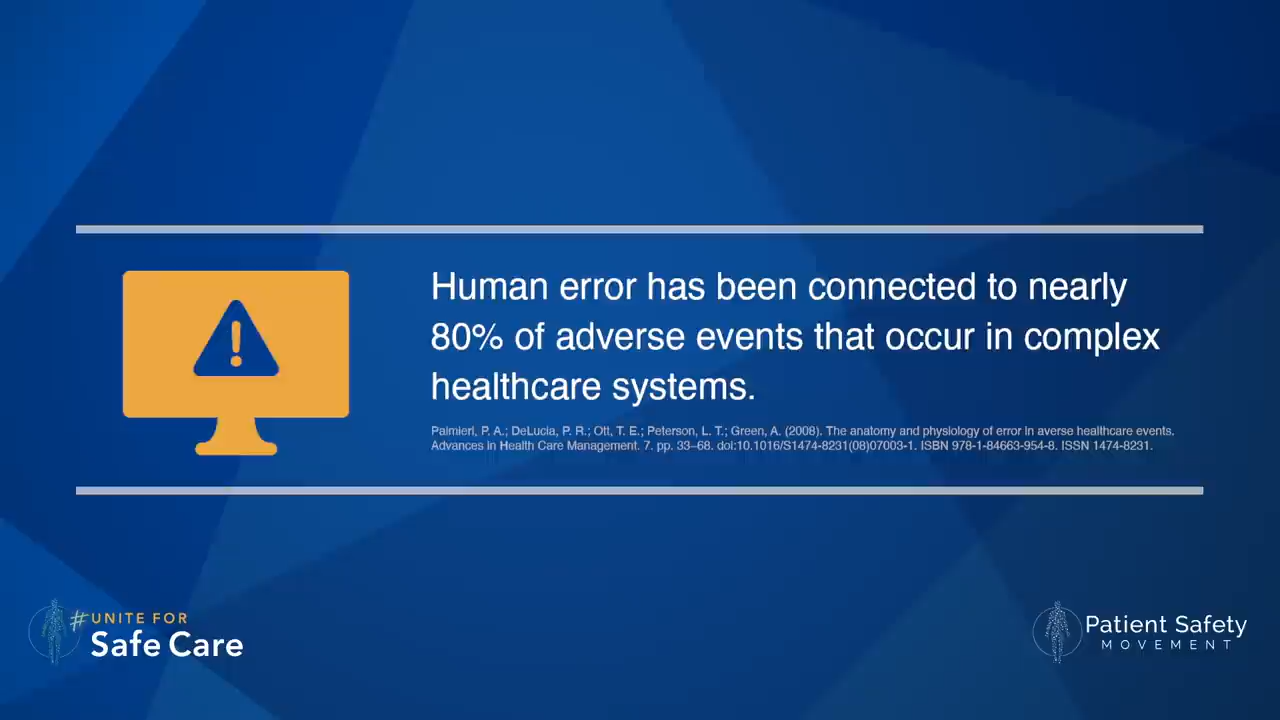 Human error has been connected to nearly
80% of adverse events that occur in complex
healthcare systems.
Palmieri, P. A.; DeLucia, P. R.; Ott, T. E.; Peterson, L. T.; Green, A. (2008). The anatomy and physiology of error in averse healthcare events.
Advances in Health Care Management. 7. pp. 33–68. doi:10.1016/S1474-8231(08)07003-1. ISBN 978-1-84663-954-8. ISSN 1474-8231.
#UNITE FOR
Safe Care
Patient Safety
MOVEMENT